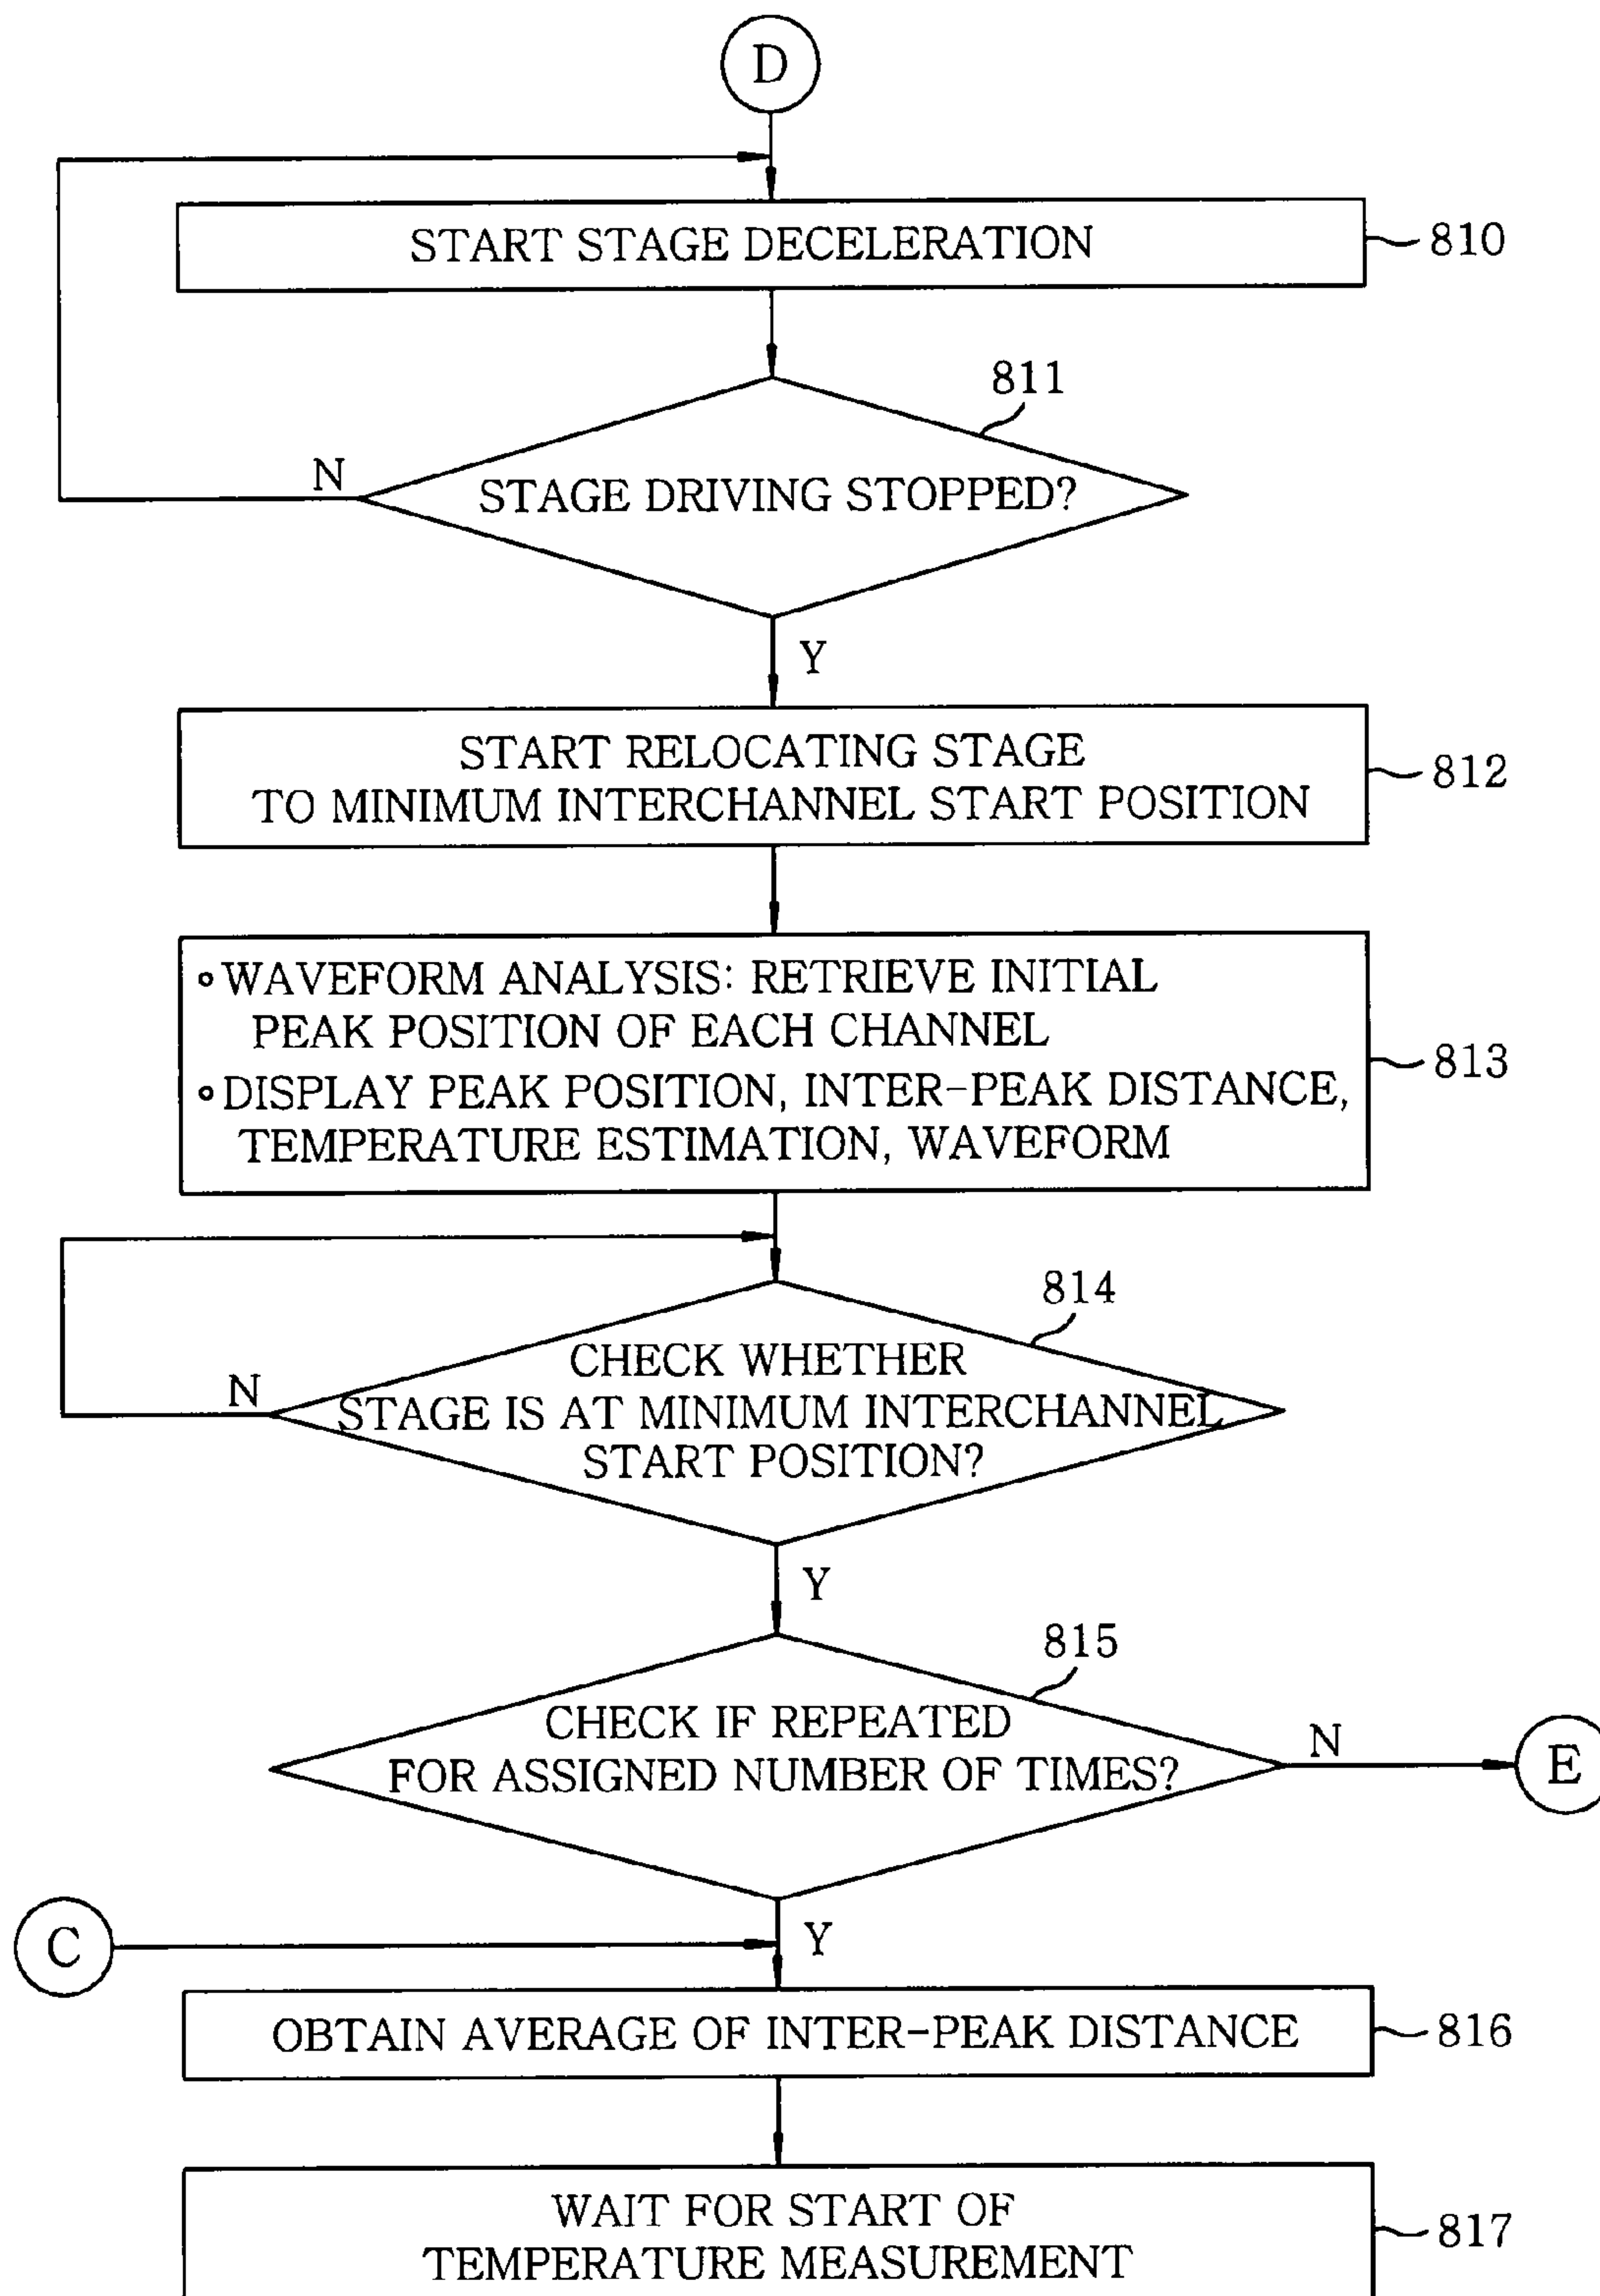 D
START STAGE DECELERATION
810
811
N
STAGE DRIVING STOPPED?
Y
START RELOCATING STAGE
TO MINIMUM INTERCHANNEL START POSITION
812
∘ WAVEFORM ANALYSIS: RETRIEVE INITIAL
PEAK POSITION OF EACH CHANNEL
∘ DISPLAY PEAK POSITION, INTER-PEAK DISTANCE,
TEMPERATURE ESTIMATION, WAVEFORM
813
814
CHECK WHETHER
N
STAGE IS AT MINIMUM INTERCHANNEL
START POSITION?
Y
815
CHECK IF REPEATED
FOR ASSIGNED NUMBER OF TIMES?
N
E
C
Y
OBTAIN AVERAGE OF INTER-PEAK DISTANCE
816
WAIT FOR START OF
TEMPERATURE MEASUREMENT
817